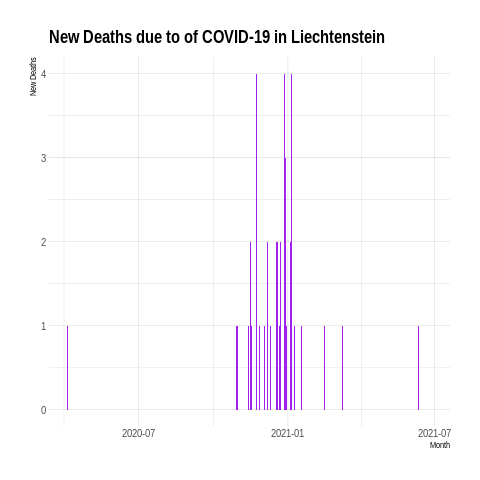 New Deaths due to of COVID-19 in Liechtenstein
New Deaths
4
3
2
1
0
2020-07
2021-01
2021-07
Month